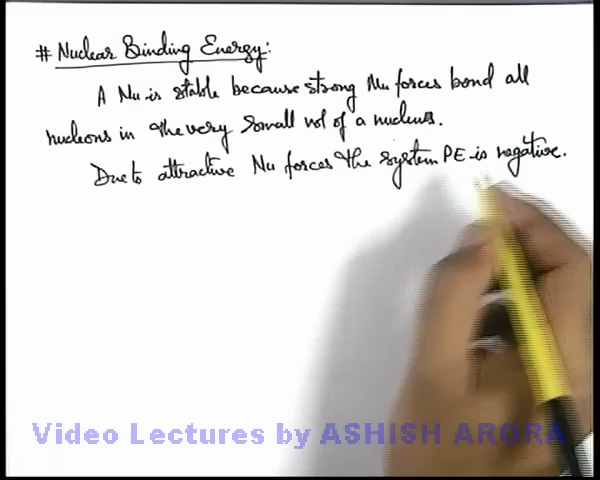 # Nuclear Binding Energy:
A Nu is stable because strong Nu forces bond all
nucleons in the very small vol of a nucleus.
Due to attractive Nu forces the system PE is negative.
Video Lectures by ASHISH ARORA